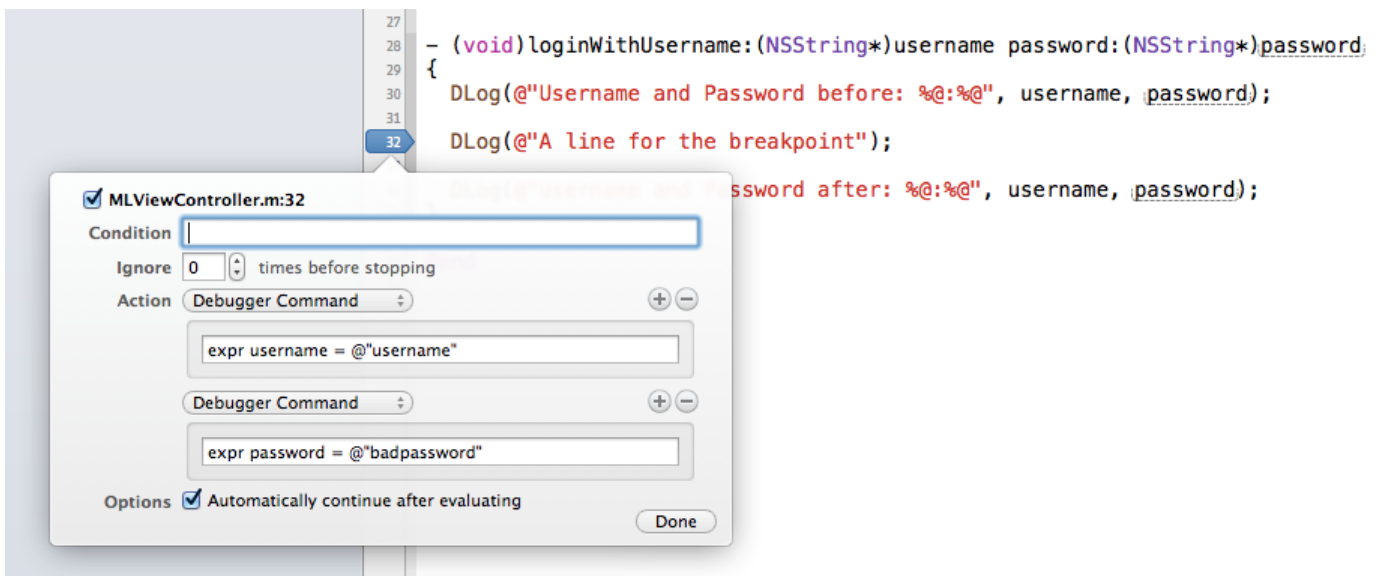 27
28 - (void)loginWithUsername:(NSString*)username password:(NSString*)password
29 {
30 DLog(@"Username and Password before: %@:%@", username, password);
31
32 DLog(@"A line for the breakpoint");
ssword after: %@:%@", username, password);
MLViewController.m:32
Condition
Ignore 0 times before stopping
Action Debugger Command
expr username = @"username"
Debugger Command
expr password = @"badpassword"
Options Automatically continue after evaluating
Done